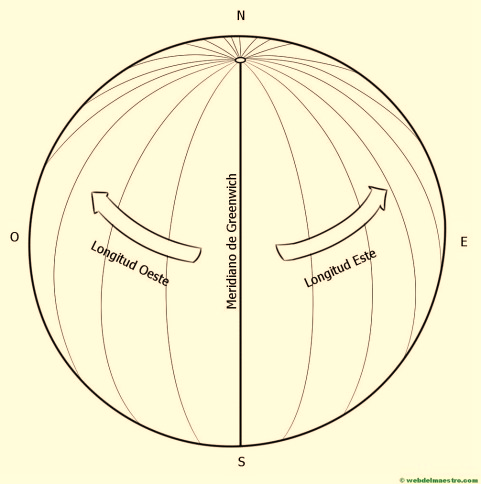 N
O
Longitud Oeste
Meridiano de Greenwich
Longitud Este
E
S
© webdelmaestro.com